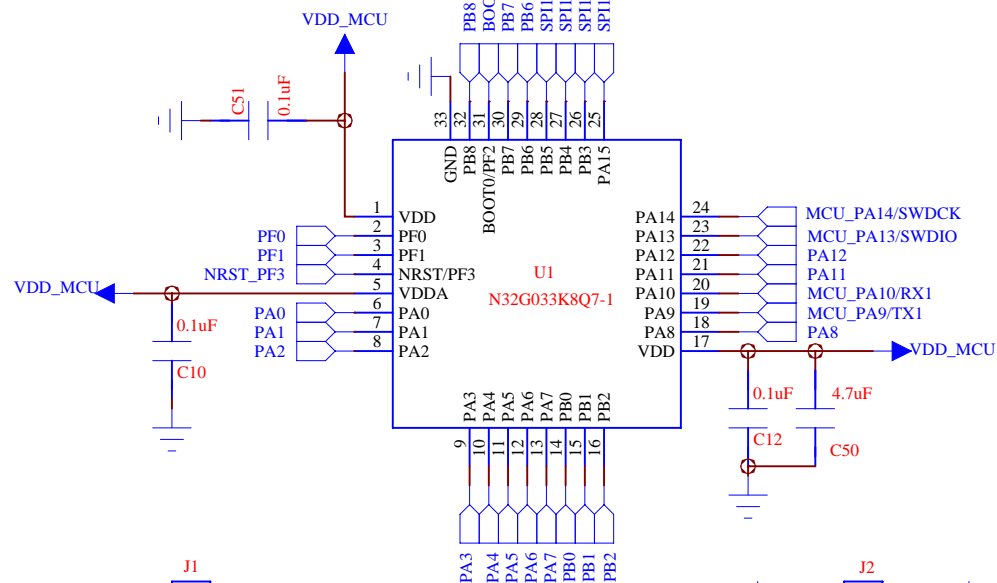 VDD_MCU
C51
0.1uF
PB8
PB7
PB6
33
32
31
30
29
28
27
26
25
GND
PB8
BOOT0/PF2
PB7
PB6
PB5
PB4
PB3
PA15
1 VDD
PF0 2 PF0
PF1 3 PF1
NRST_PF3 4 NRST/PF3
VDD_MCU 5 VDDA
PA0 6 PA0
PA1 7 PA1
PA2 8 PA2
0.1uF
C10
U1
N32G033K8Q7-1
PA14 24 MCU_PA14/SWDCK
PA13 23 MCU_PA13/SWDIO
PA12 22 PA12
PA11 21 PA11
PA10 20 MCU_PA10/RX1
PA9 19 MCU_PA9/TX1
PA8 18 PA8
VDD 17 VDD_MCU
0.1uF
C12
4.7uF
C50
PA3
PA4
PA5
PA6
PA7
PB0
PB1
PB2
9
10
11
12
13
14
15
16
PA3
PA4
PA5
PA6
PA7
PB0
PB1
PB2
J1
J2